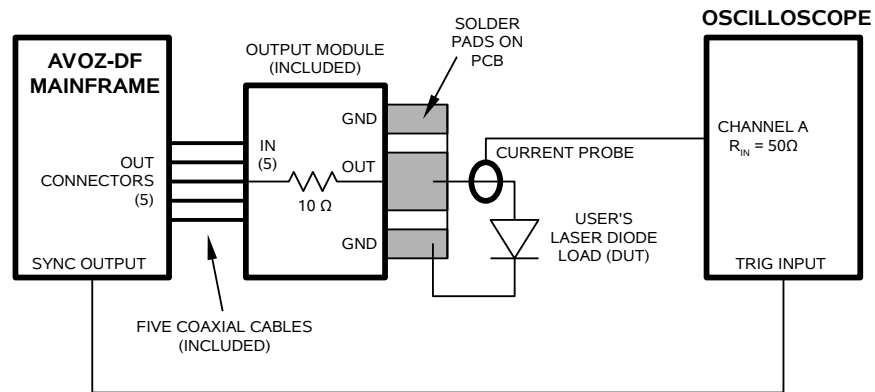 AVOZ-DF
MAINFRAME
OUT
CONNECTORS
(5)
SYNC OUTPUT
FIVE COAXIAL CABLES
(INCLUDED)
OUTPUT MODULE
(INCLUDED)
IN
(5)
10 Ω
GND
OUT
GND
SOLDER
PADS ON
PCB
CURRENT PROBE
USER'S
LASER DIODE
LOAD (DUT)
OSCILLOSCOPE
CHANNEL A
R_IN = 50Ω
TRIG INPUT